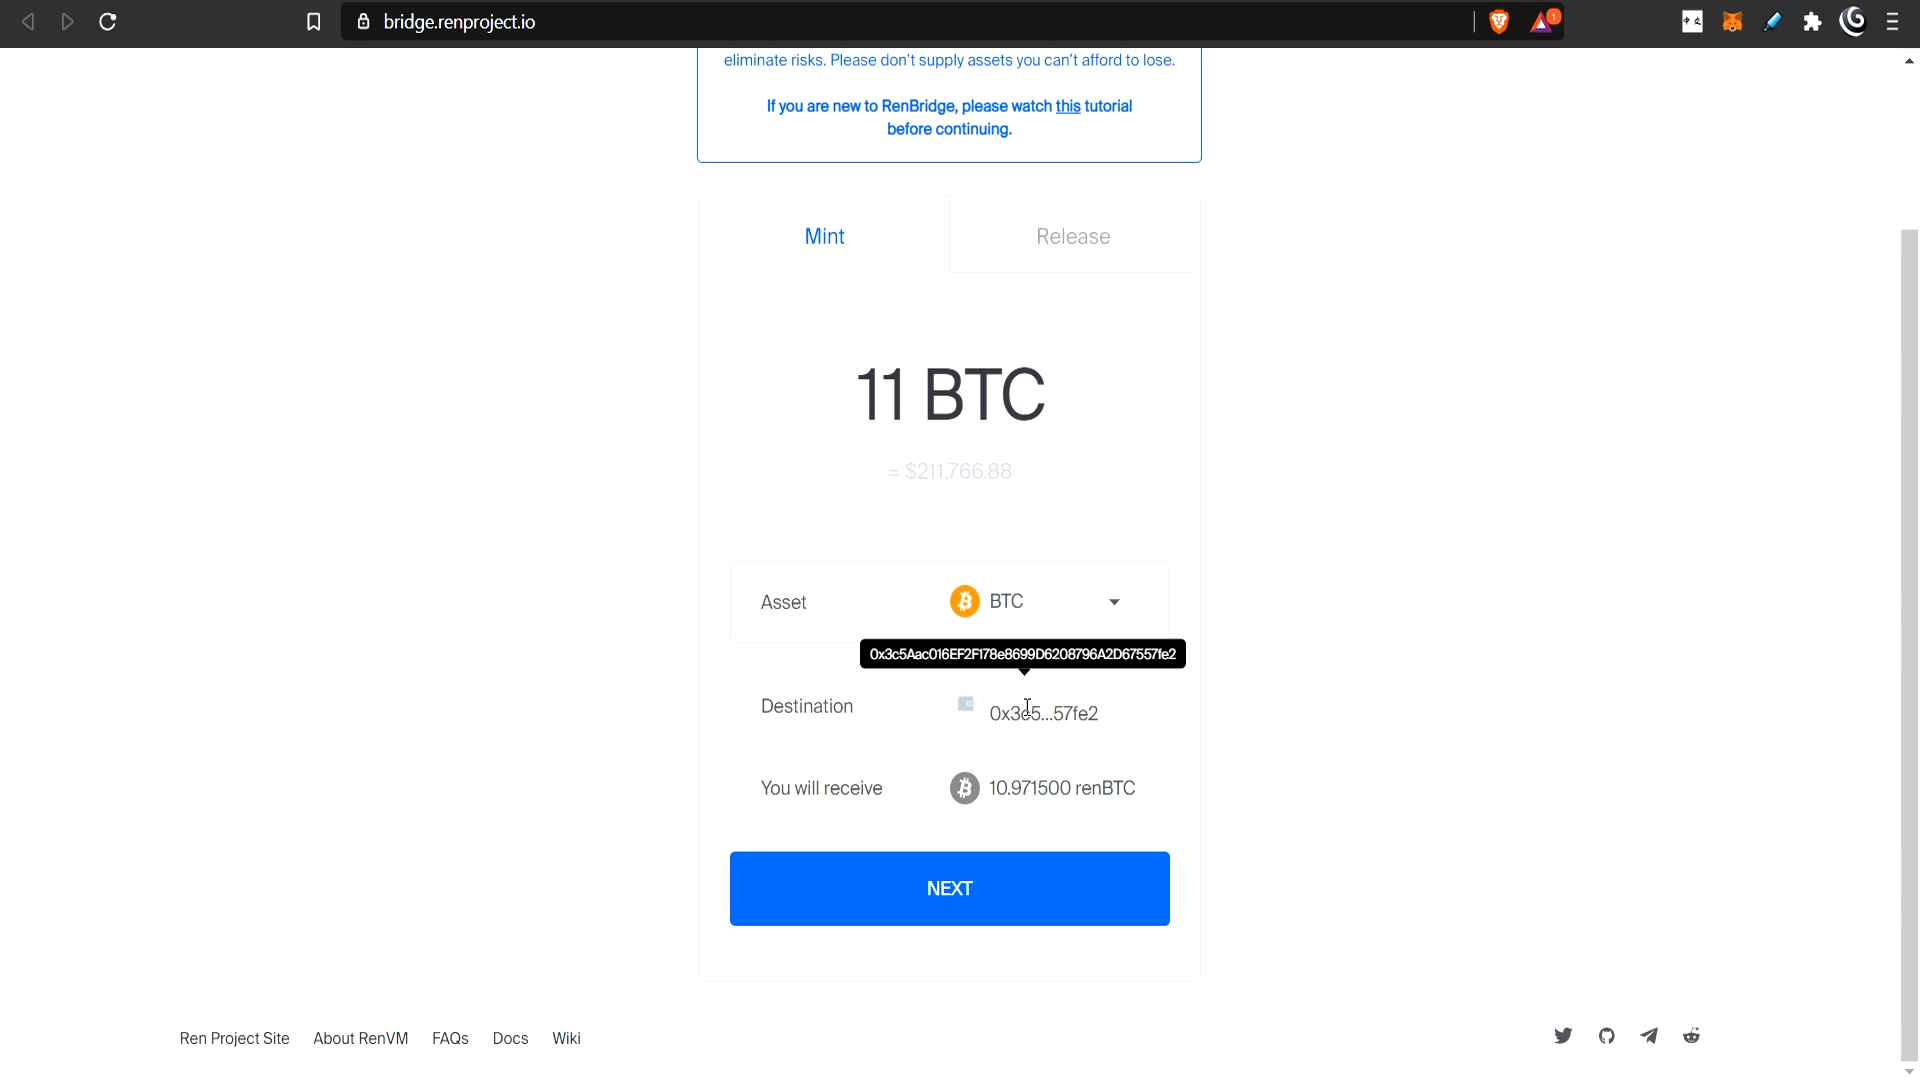 bridge.renproject.io
1
eliminate risks. Please don't supply assets you can't afford to lose.
If you are new to RenBridge, please watch this tutorial
before continuing.
Mint
Release
11 BTC
= $211,766.88
Asset
BTC
0x3c5Aac016EF2F178e8699D6208796A2D67557fe2
Destination
0x3c5...57fe2
You will receive
10.971500 renBTC
NEXT
Ren Project Site
About RenVM
FAQs
Docs
Wiki